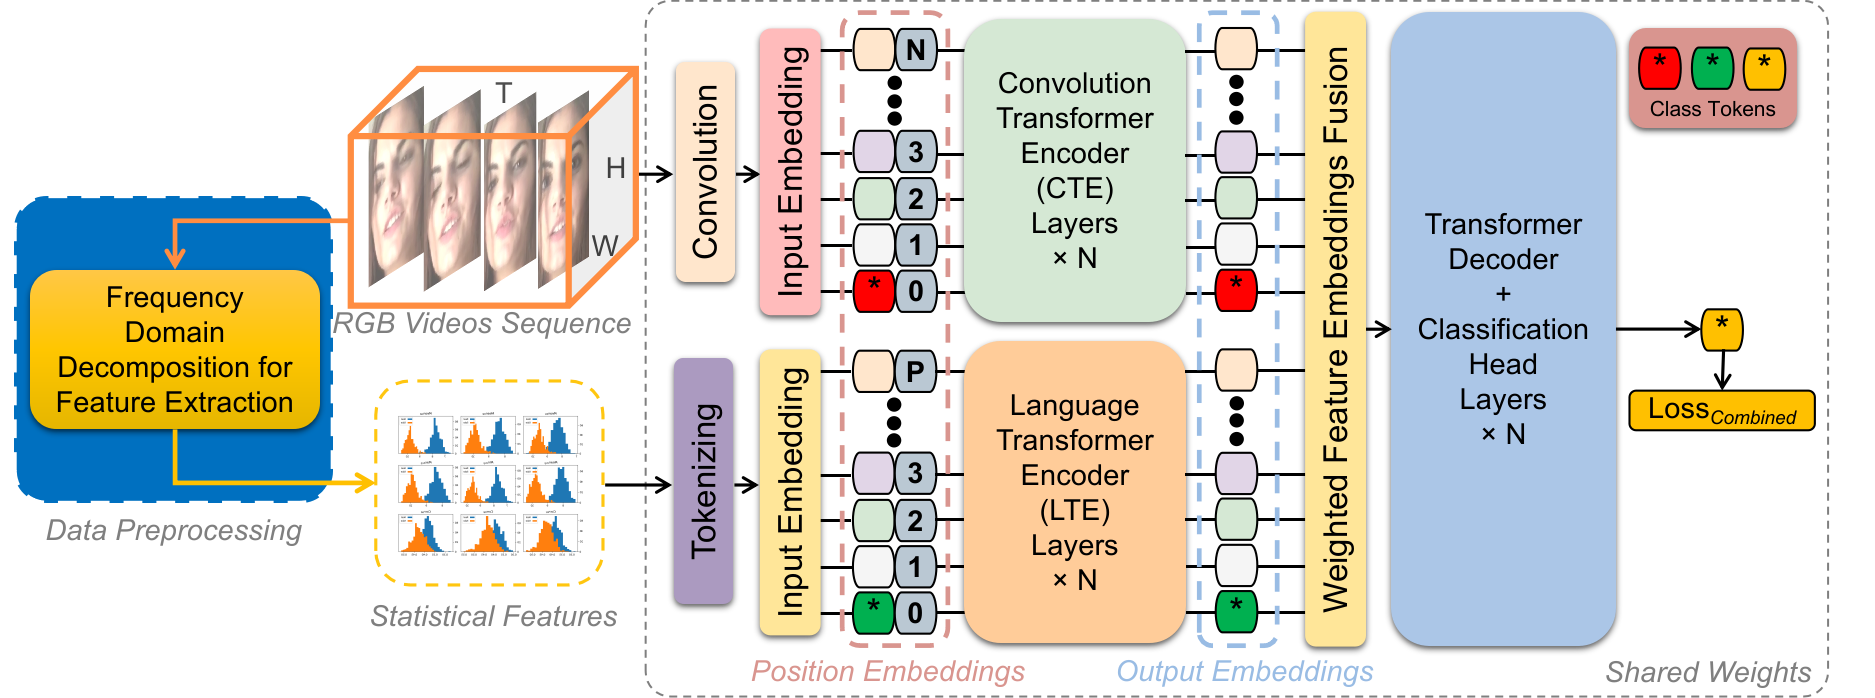 T
H
W
RGB Videos Sequence
Frequency
Domain
Decomposition for
Feature Extraction
Data Preprocessing
Statistical Features
Convolution
Tokenizing
Input Embedding
Input Embedding
N
3
2
1
* 0
P
3
2
1
* 0
Position Embeddings
Convolution
Transformer
Encoder
(CTE)
Layers
× N
Language
Transformer
Encoder
(LTE)
Layers
× N
*
*
Output Embeddings
Weighted Feature Embeddings Fusion
Transformer
Decoder
+
Classification
Head
Layers
× N
* * *
Class Tokens
*
Loss Combined
Shared Weights